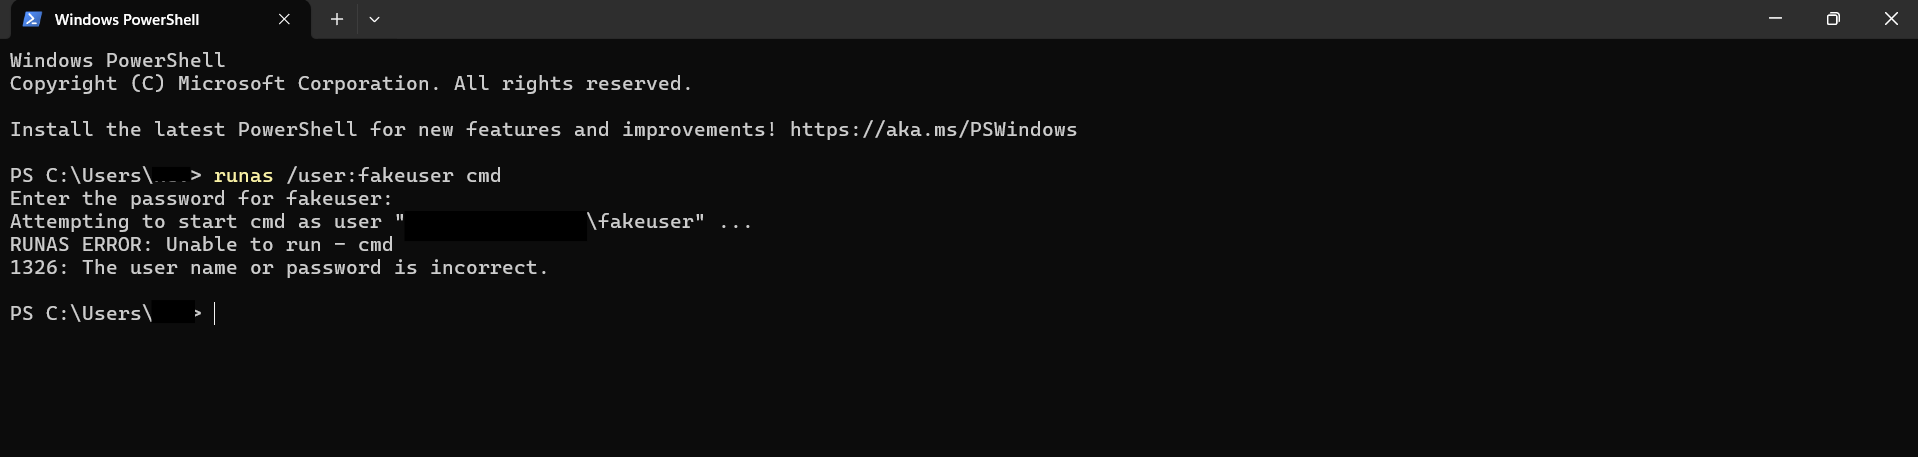 Windows PowerShell
Windows PowerShell
Copyright (C) Microsoft Corporation. All rights reserved.
Install the latest PowerShell for new features and improvements! https://aka.ms/PSWindows
PS C:\Users\> runas /user:fakeuser cmd
Enter the password for fakeuser:
Attempting to start cmd as user "\fakeuser" ...
RUNAS ERROR: Unable to run - cmd
1326: The user name or password is incorrect.
PS C:\Users\>